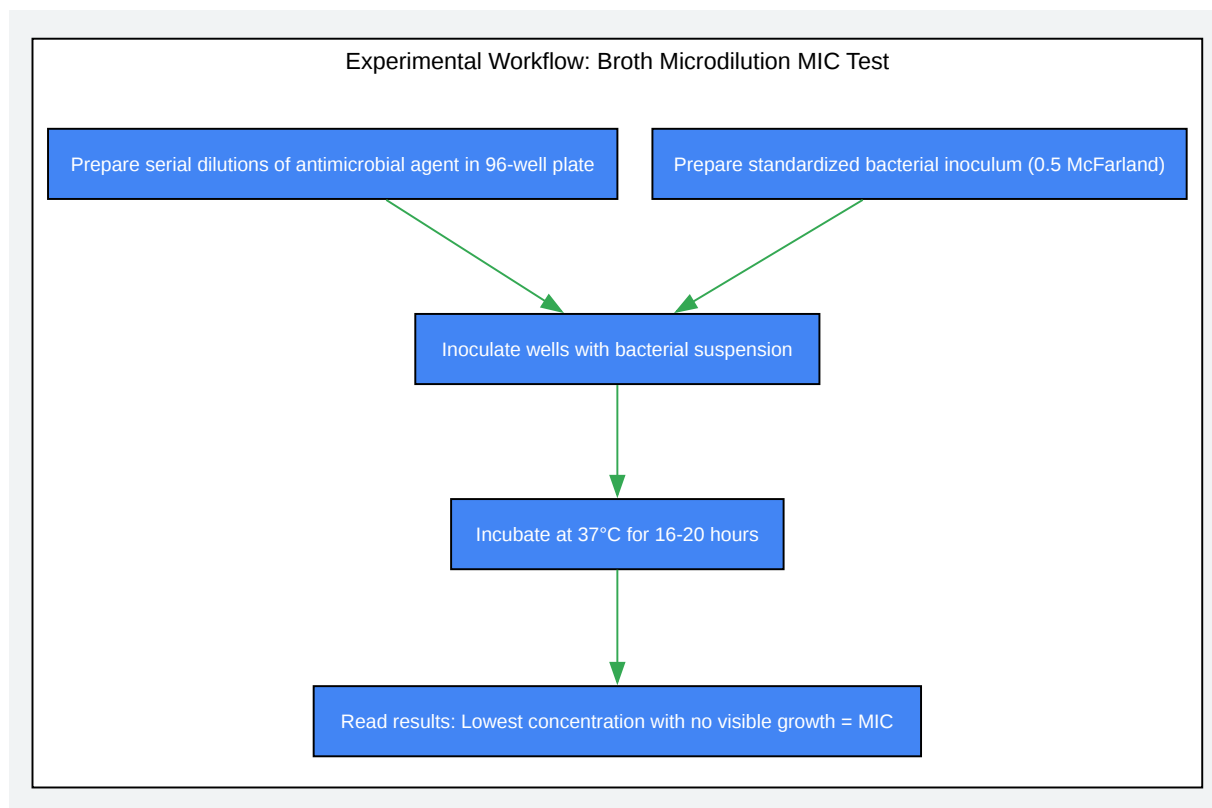 Experimental Workflow: Broth Microdilution MIC Test
Prepare serial dilutions of antimicrobial agent in 96-well plate
Prepare standardized bacterial inoculum (0.5 McFarland)
Inoculate wells with bacterial suspension
Incubate at 37°C for 16-20 hours
Read results: Lowest concentration with no visible growth = MIC